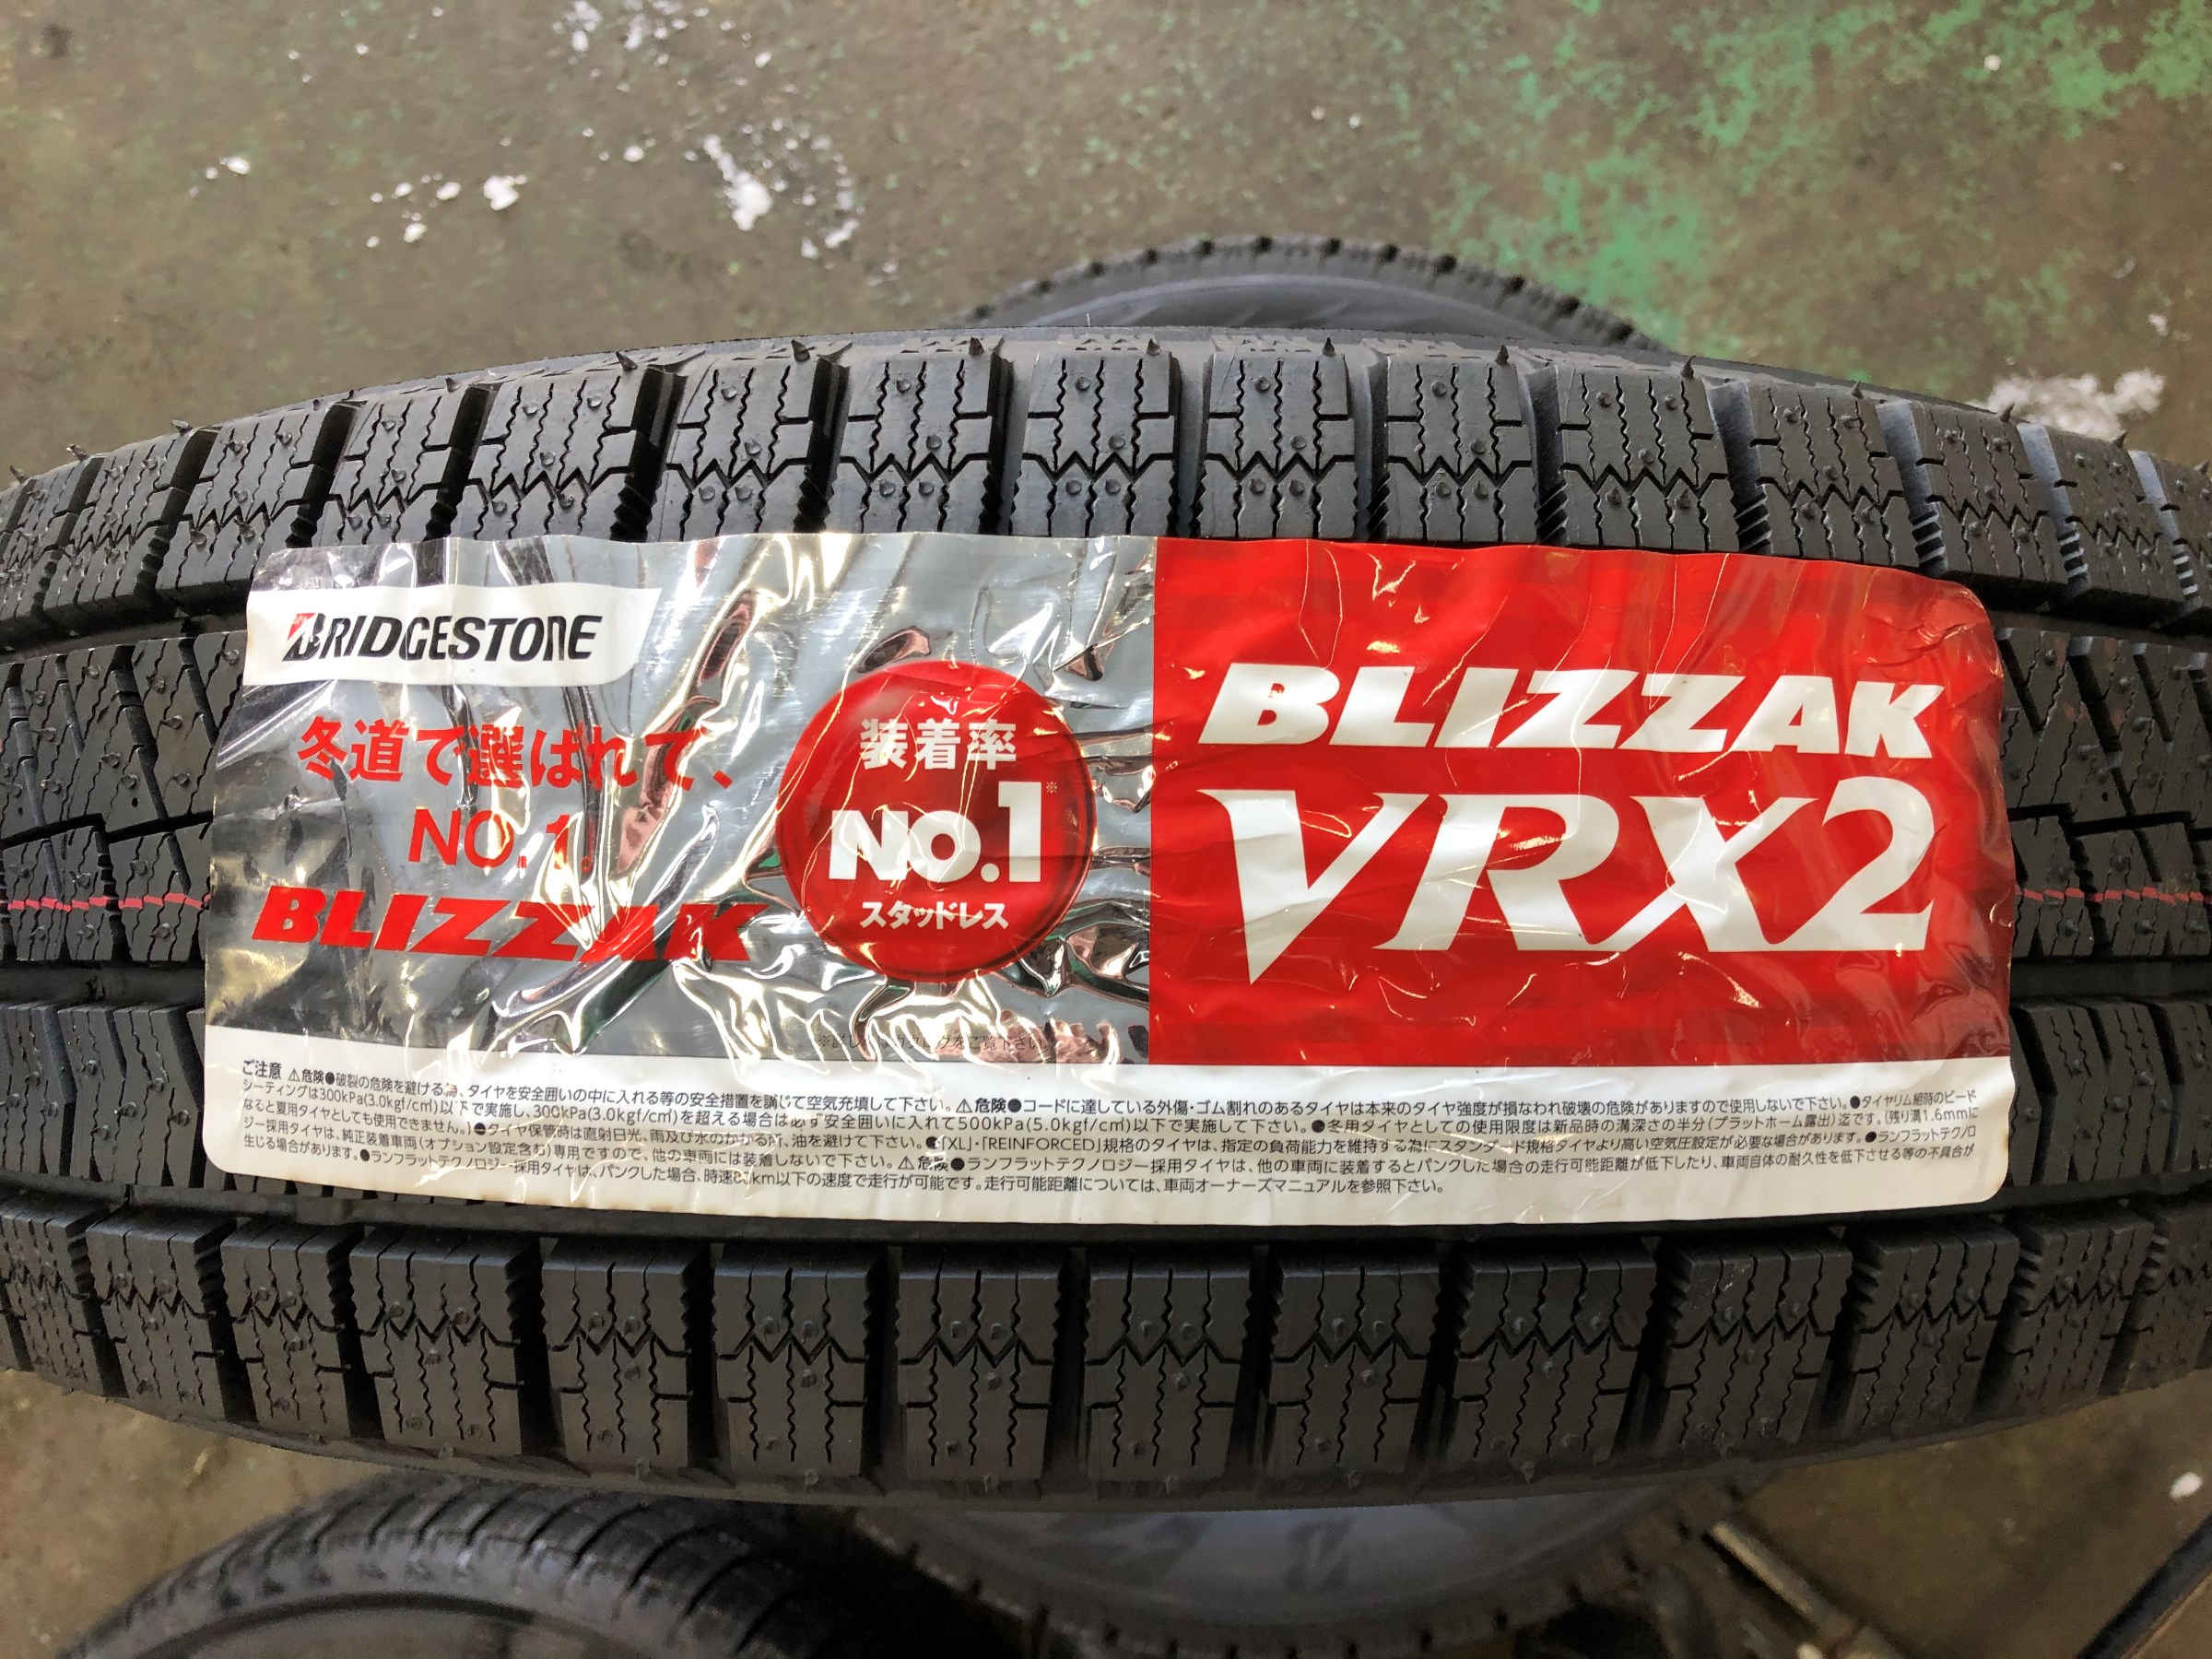 BRIDGESTONE
冬道で選ばれて、
NO.1
BLIZZAK
装着率
NO.1※
スタッドレス
BLIZZAK
VRX2
※詳しくはカタログをご覧下さい。
ご注意 ⚠危険●破裂の危険を避ける為、タイヤを安全囲いの中に入れる等の安全措置を講じて空気充填して下さい。⚠危険●コードに達している外傷・ゴム割れのあるタイヤは本来のタイヤ強度が損なわれ破壊の危険がありますので使用しないで下さい。●タイヤリム組時のビード
シーティングは300kPa(3.0kgf/c㎡)以下で実施し、300kPa(3.0kgf/c㎡)を超える場合は必ず安全囲いに入れて500kPa(5.0kgf/c㎡)以下で実施して下さい。●冬用タイヤとしての使用限度は新品時の溝深さの半分(プラットホーム露出)迄です。(残り溝1.6mmに
なると夏用タイヤとしても使用できません。)●タイヤ保管時は直射日光、雨及び水のかかる所、油を避けて下さい。●「XL」・「REINFORCED」規格のタイヤは、指定の負荷能力を維持する為にスタンダード規格タイヤより高い空気圧設定が必要な場合があります。●ランフラットテクノロ
ジー採用タイヤは、純正装着車両(オプション設定含む)専用ですので、他の車両には装着しないで下さい。⚠危険●ランフラットテクノロジー採用タイヤは、他の車両に装着するとパンクした場合の走行可能距離が低下したり、車両自体の耐久性を低下させる等の不具合が
生じる場合があります。●ランフラットテクノロジー採用タイヤは、パンクした場合、時速80km以下の速度で走行が可能です。走行可能距離については、車両オーナーズマニュアルを参照下さい。